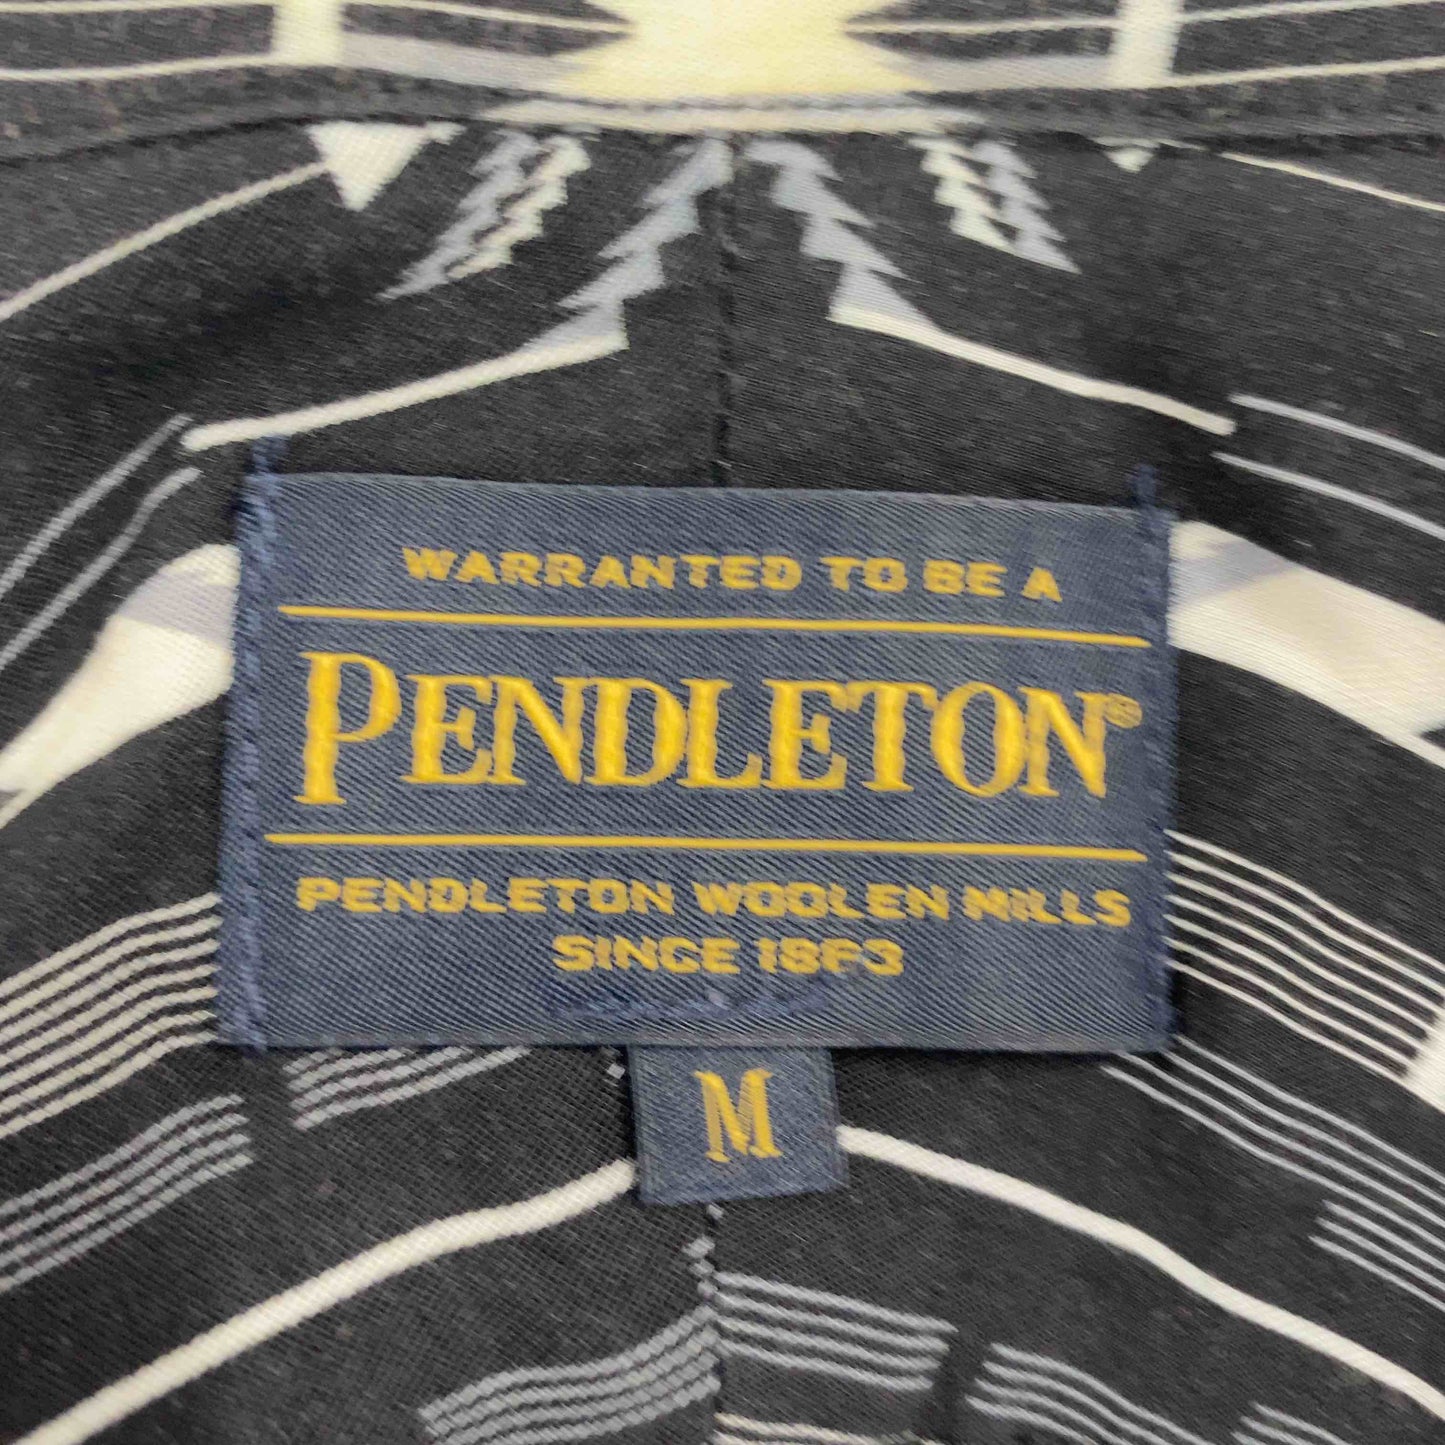 WARRANTED TO BE A
PENDLETON®
PENDLETON WOOLEN MILLS
SINCE 1863
M